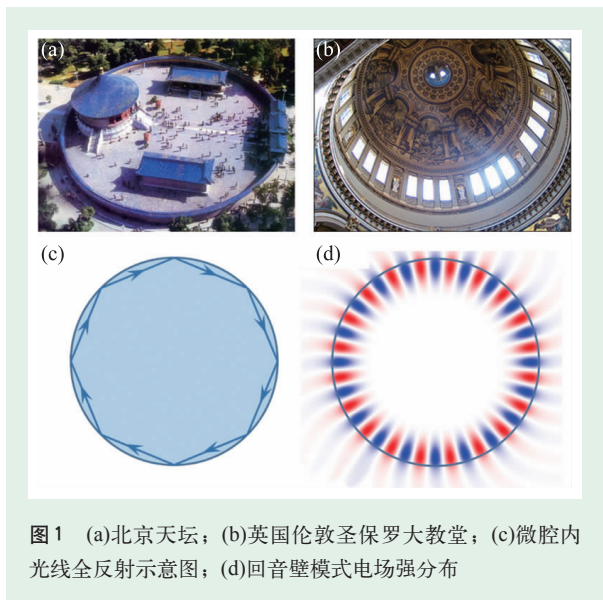 (a)
(b)
(c)
(d)
图1 (a)北京天坛；(b)英国伦敦圣保罗大教堂；(c)微腔内
光线全反射示意图；(d)回音壁模式电场强分布